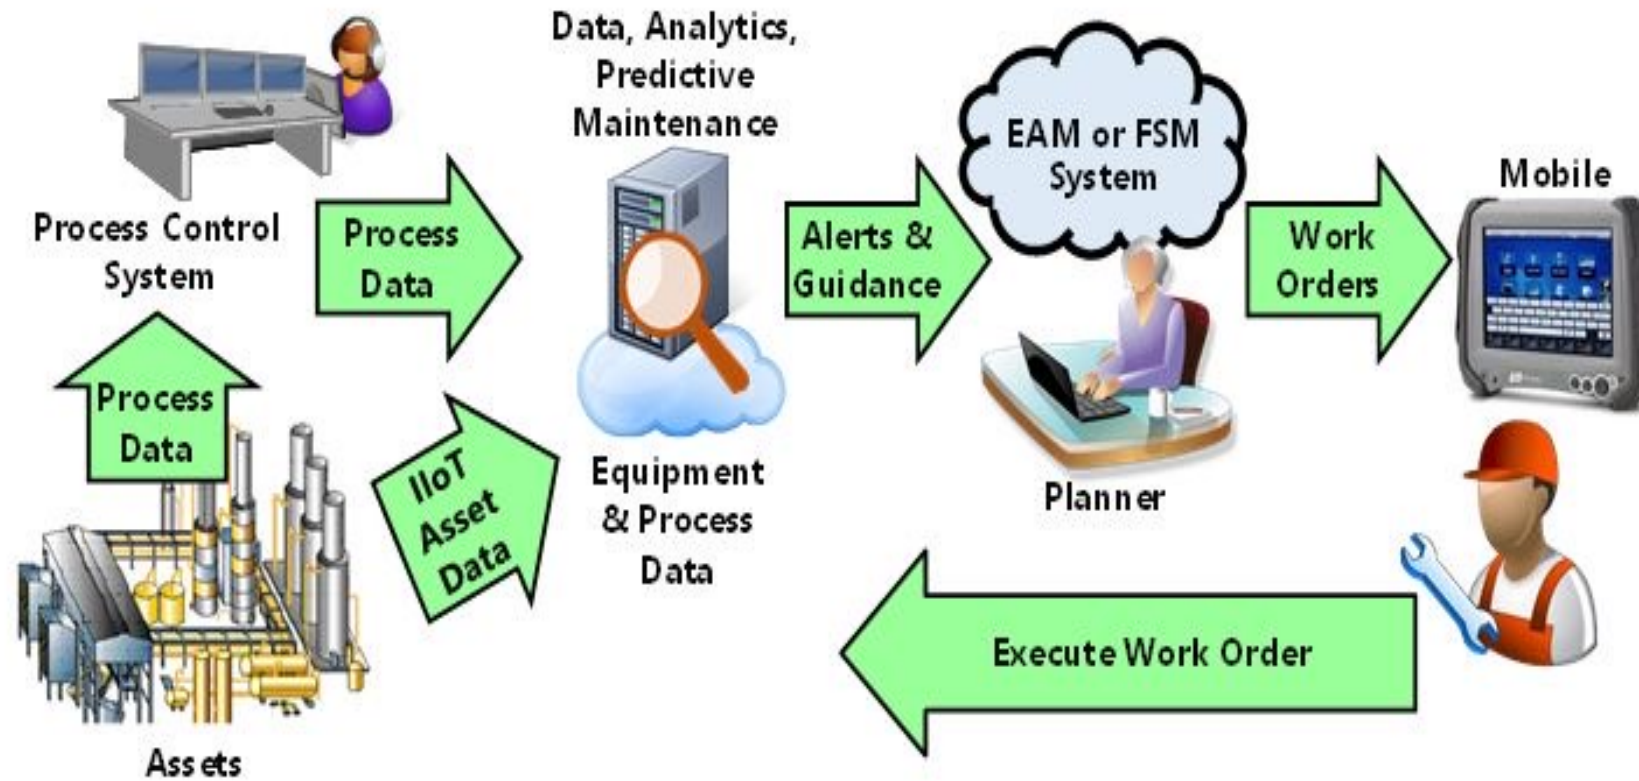 Data, Analytics,
Predictive
Maintenance
EAM or FSM
System
Mobile
Process Control
System
Process
Data
Alerts &
Guidance
Work
Orders
Process
Data
IIoT
Asset
Data
Equipment
& Process
Data
Planner
Execute Work Order
Assets